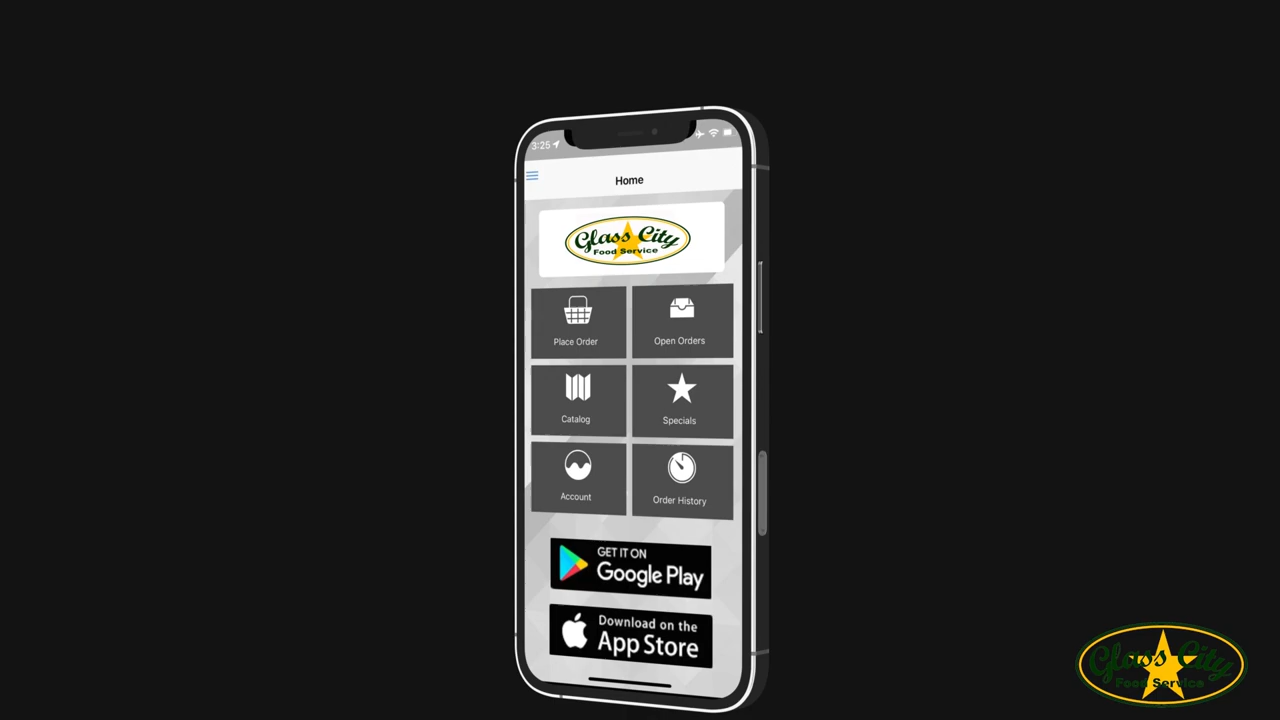 3:25
Home
Glass City
Food Service
Place Order
Open Orders
Catalog
Specials
Account
Order History
GET IT ON
Google Play
Download on the
App Store
Glass City
Food Service